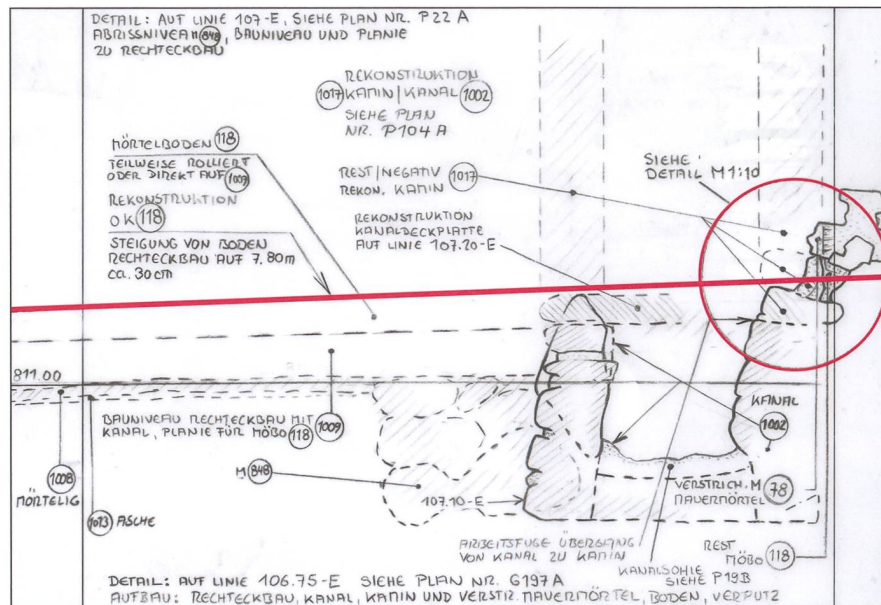 DETAIL: AUF LINIE 107-E, SIEHE PLAN NR. P22 A
ABRISSNIVEAU 848, BAUNIVEAU UND PLANIE
ZU RECHTECKBAU
REKONSTRUKTION
1017 KAMIN/KANAL 1002
SIEHE PLAN
NR. P104 A
MÖRTELBODEN 118
TEILWEISE ROLLIERT
ODER DIREKT AUF 1009
REKONSTRUKTION
OK 118
STEIGUNG VON BODEN
RECHTECKBAU AUF 7.80m
ca. 30cm
REST/NEGATIV 1017
REKON. KAMIN
REKONSTRUKTION
KANALDECKPLATTE
AUF LINIE 107.20-E
SIEHE
DETAIL M1:10
811.00
BAUNIVEAU RECHTECKBAU MIT
KANAL, PLANIE FÜR MÖBO 118 1009
KANAL
1002
M 848
1008
MÖRTELIG
1013 ASCHE
107.10-E
VERSTRICH. M 78
MAUERMÖRTEL
ARBEITSFUGE ÜBERGANG
VON KANAL ZU KAMIN
REST
MÖBO 118
KANALSOHLE
SIEHE P19B
DETAIL: AUF LINIE 106.75-E SIEHE PLAN NR. G197A
AUFBAU: RECHTECKBAU, KANAL, KAMIN UND VERSTR. MAUERMÖRTEL, BODEN, VERPUTZ